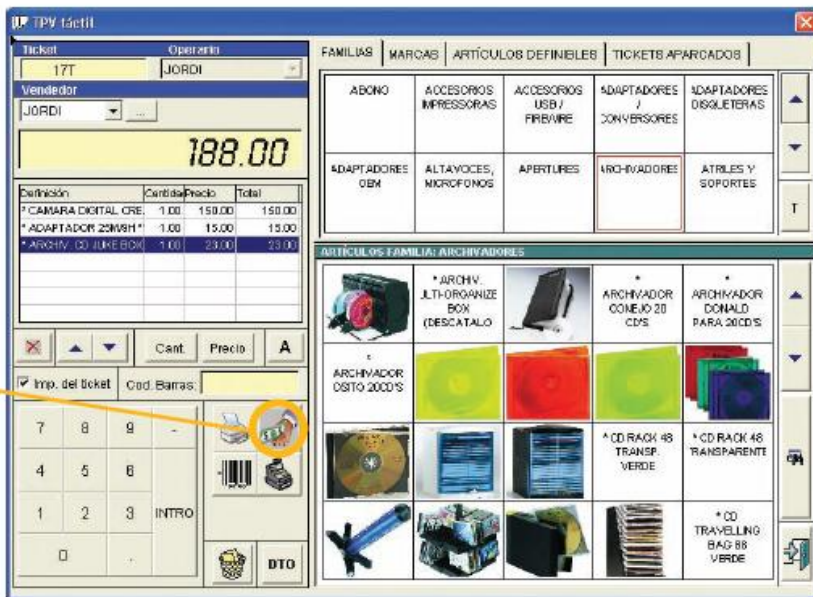 TPV táctil
Ticket Operario
17T JORDI
Vendedor
JORDI ...
188.00
Definición Cantidad Precio Total
* CAMARA DIGITAL CRE. 1.00 150.00 150.00
* ADAPTADOR 25M/9H * 1.00 15.00 15.00
* ARCHIV. CD JUKE BOX 1.00 23.00 23.00
Cant. Precio A
Imp. del ticket Cod. Barras:
7 8 9 -
4 5 6
1 2 3 INTRO
0 .
DTO
FAMILIAS MARCAS ARTÍCULOS DEFINIBLES TICKETS APARCADOS
ABONO
ACCESORIOS
IMPRESSORAS
ACCESORIOS
USB /
FIREWIRE
ADAPTADORES
/
CONVERSORES
ADAPTADORES
DISQUETERAS
ADAPTADORES
OEM
ALTAVOCES,
MICROFONOS
APERTURES
ARCHIVADORES
ATRILES Y
SOPORTES
T
ARTÍCULOS FAMILIA: ARCHIVADORES
* ARCHIV.
ULTI-ORGANIZE
BOX
(DESCATALO
*
ARCHIVADOR
CONEJO 20
CD'S
*
ARCHIVADOR
DONALD
PARA 20CD'S
*
ARCHIVADOR
OSITO 20CD'S
* CD RACK 48
TRANSP.
VERDE
* CD RACK 48
TRANSPARENTE
* CD
TRAVELLING
BAG 88
VERDE